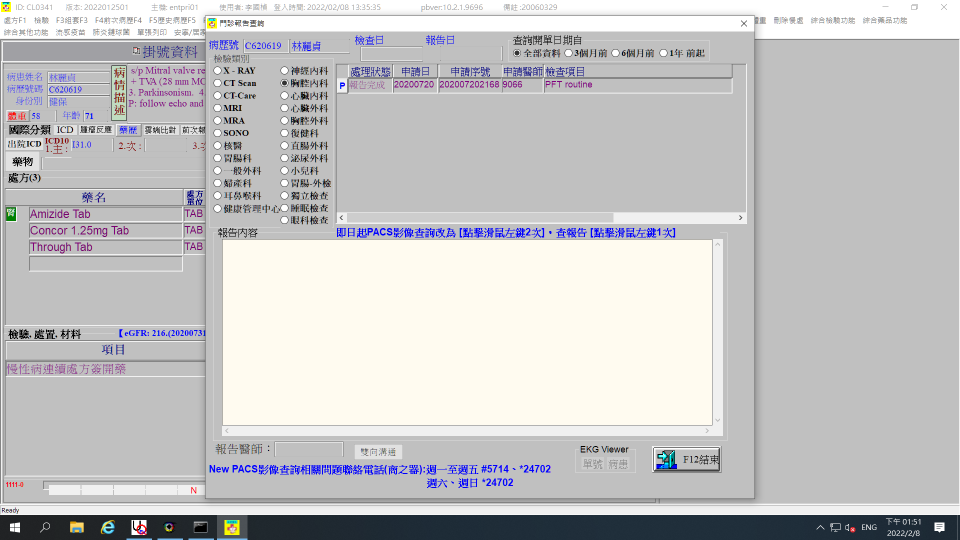 ID: CL0341 版本: 2022012501 主機: entpri01 使用者: 李國楨 登入時間: 2022/02/08 13:35:35 pbver:10.2.1.9696 備註 :20060329
處方F1 檢驗 F3組套F3 F4前次病歷F4 F5歷史病歷F5
刪除餐處 綜合檢驗功能 綜合藥品功能
綜合其他功能 流感疫苗 肺炎鏈球菌 單張列印
門診報告查詢
掛號資料
病患姓名 林麗貞
病歷號碼 C620619
身份別 健保
體重 58 年齡 71
病情描述
s/p Mitral valve re
+ TVA (28 mm MC
3. Parkinsonism. 4
P: follow echo and
國際分類 ICD 腫瘤反應 藥歷 雲端比對
出院ICD ICD10 1.主: I31.0 2.次: 3.次
藥物
處方(3)
藥名 處方單位
腎 Amizide Tab TAB
Concor 1.25mg Tab TAB
Through Tab TAB
檢驗, 處置, 材料 【eGFR: 216.(20200731
項目
慢性病連續處方簽開藥
1111-0 N
Ready
病歷號 C620619 林麗貞 檢查日 報告日
查詢開單日期自
全部資料 3個月前 6個月前 1年 前起
檢驗類別
X - RAY 神經內科
CT Scan 胸腔內科
CT-Care 心臟內科
MRI 心臟外科
MRA 胸腔外科
SONO 復健科
核醫 直腸外科
胃腸科 泌尿外科
一般外科 小兒科
婦產科 胃腸-外檢
耳鼻喉科 獨立檢查
健康管理中心 睡眠檢查
眼科檢查
處理狀態 申請日 申請序號 申請醫師 檢查項目
P 報告完成 20200720 202007202168 9066 PFT routine
報告內容 即日起PACS影像查詢改為 [點擊滑鼠左鍵2次]。查報告 [點擊滑鼠左鍵1次]
報告醫師： 雙向溝通
EKG Viewer
單號 病患
F12結束
New PACS影像查詢相關問題聯絡電話(商之器):週一至週五 #5714、*24702
週六、週日 *24702
ENG 下午 01:51
2022/2/8